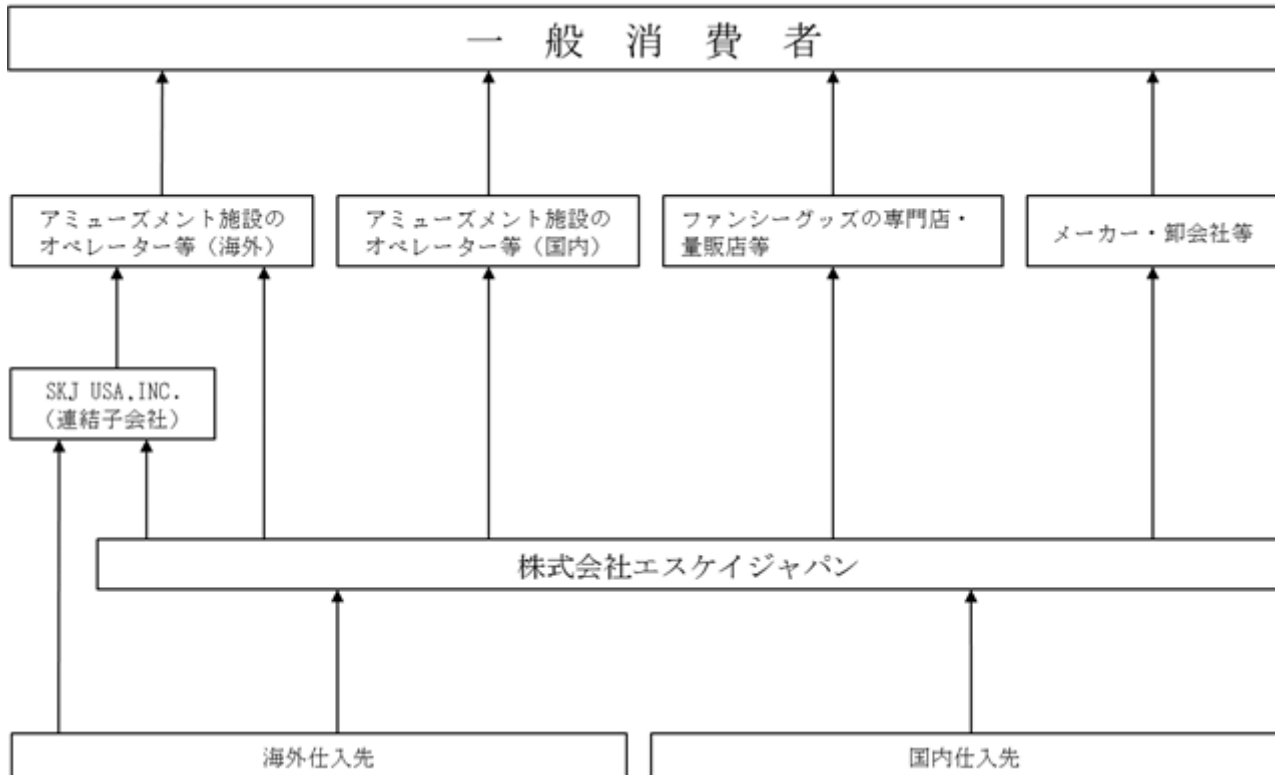 一般消費者
アミューズメント施設の
オペレーター等（海外）
アミューズメント施設の
オペレーター等（国内）
ファンシーグッズの専門店・
量販店等
メーカー・卸会社等
SKJ USA,INC.
（連結子会社）
株式会社エスケイジャパン
海外仕入先
国内仕入先